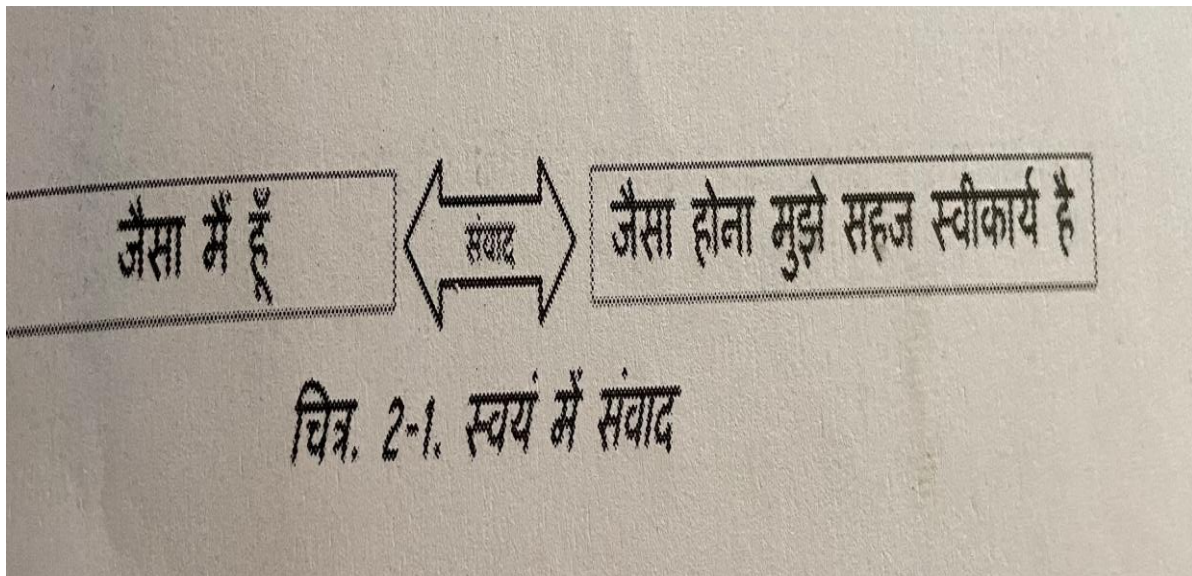 जैसा मैं हूँ
संवाद
जैसा होना मुझे सहज स्वीकार्य है
चित्र. 2-1. स्वयं में संवाद